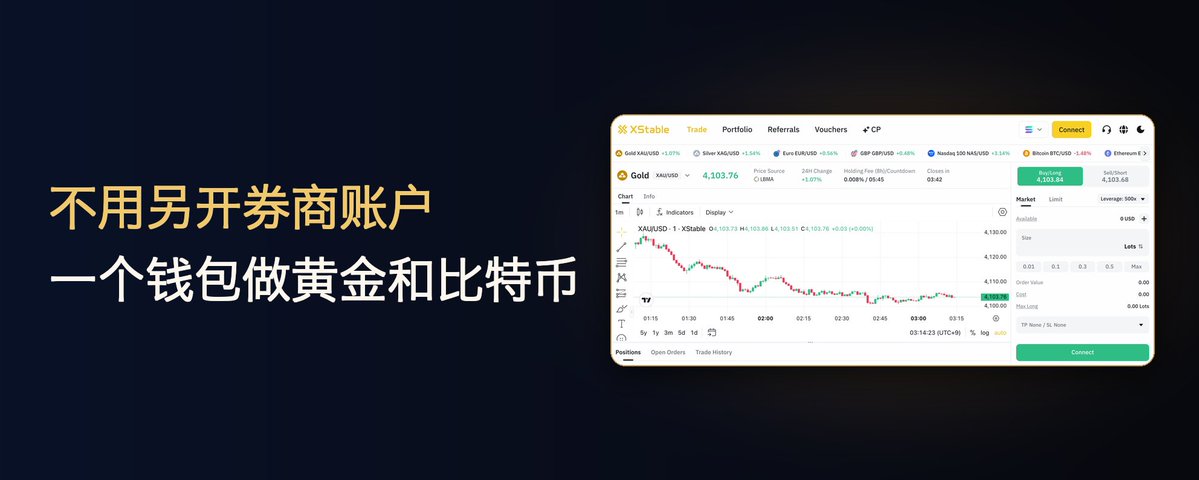 不用另开券商账户
一个钱包做黄金和比特币
XStable Trade Portfolio Referrals Vouchers CP Connect
Gold XAU/USD +1.07% Silver XAG/USD +1.54% Euro EUR/USD +0.56% GBP GBP/USD +0.48% Nasdaq 100 NAS/USD +3.14% Bitcoin BTC/USD -1.48% Ethereum E
Gold XAU/USD 4,103.76
Price Source
LBMA
24H Change
+1.07%
Holding Fee (8h)/Countdown
0.008% / 05:45
Closes in
03:42
Chart Info
1m Indicators Display
XAU/USD · 1 · XStable O4,103.73 H4,103.86 L4,103.51 C4,103.76 +0.03 (+0.00%)
4,130.00
4,120.00
4,110.00
4,103.76
4,100.00
01:15 01:30 01:45 02:00 02:15 02:30 02:45 03:00 03:15
5y 1y 3m 5d 1d 03:14:23 (UTC+9) % log auto
Positions Open Orders Trade History
Buy/Long
4,103.84
Sell/Short
4,103.68
Market Limit Leverage: 500x
Available 0 USD +
Size
Lots
0.01 0.1 0.3 0.5 Max
Order Value 0.00
Cost 0.00
Max Long 0.00 Lots
TP None / SL None
Connect